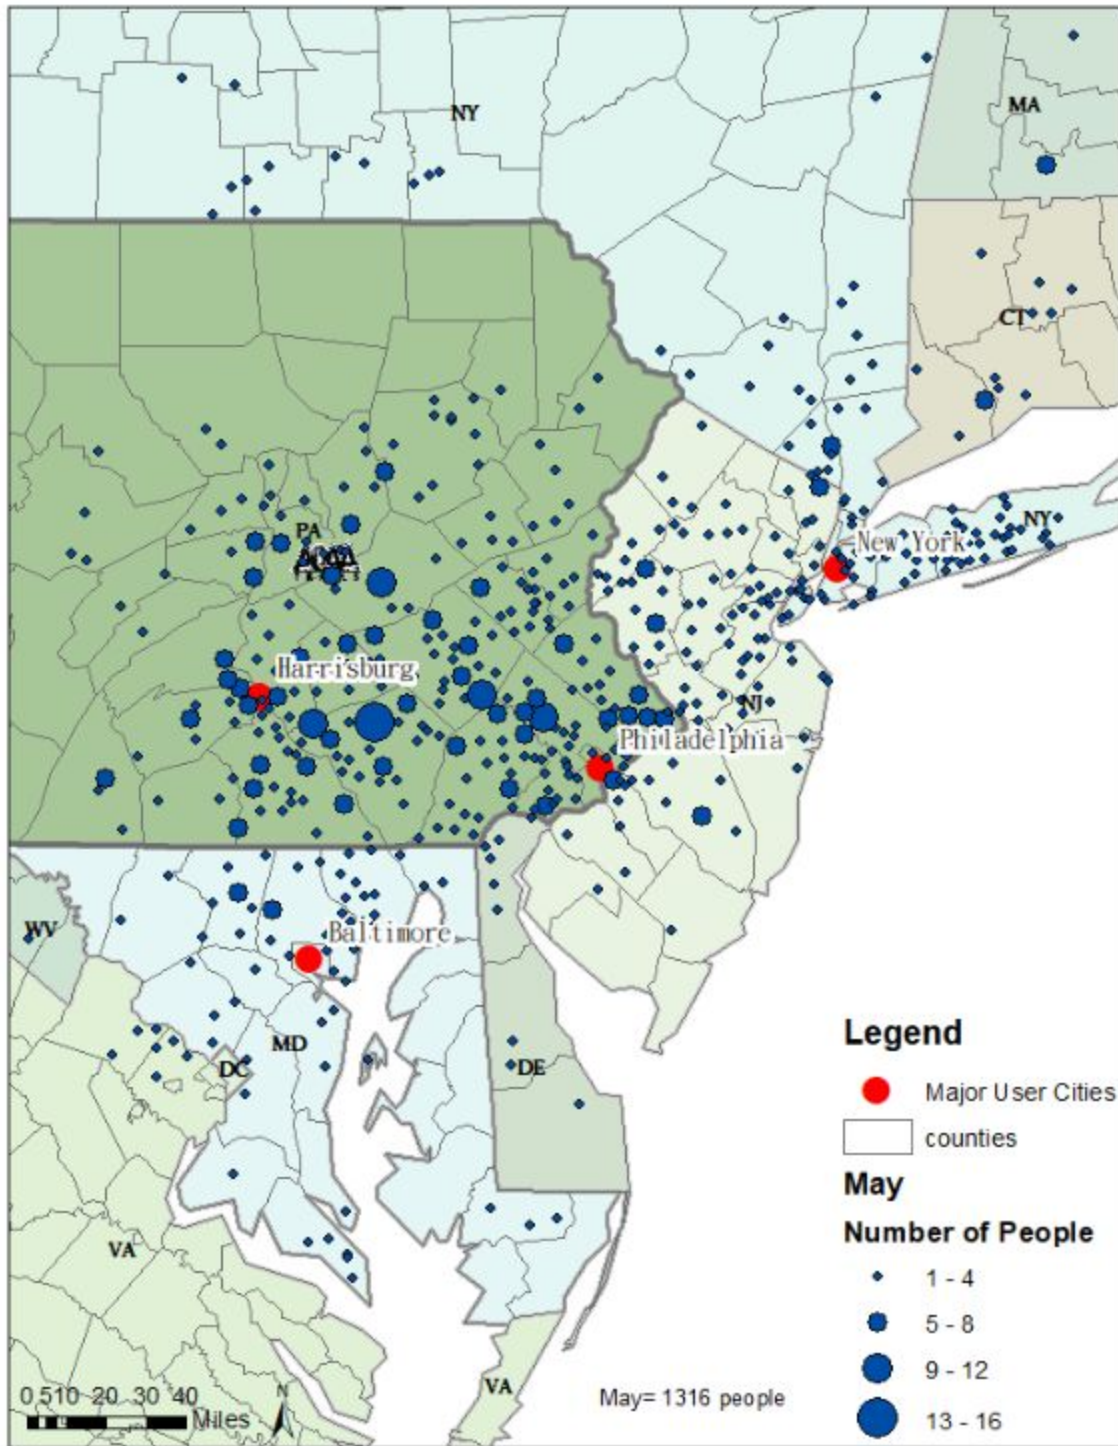 NY
MA
CT
PA
New York
NY
Harrisburg
NJ
Philadelphia
WV
Baltimore
MD
DC
DE
VA
VA
0 510 20 30 40
Miles
N
May= 1316 people
Legend
Major User Cities
counties
May
Number of People
1 - 4
5 - 8
9 - 12
13 - 16